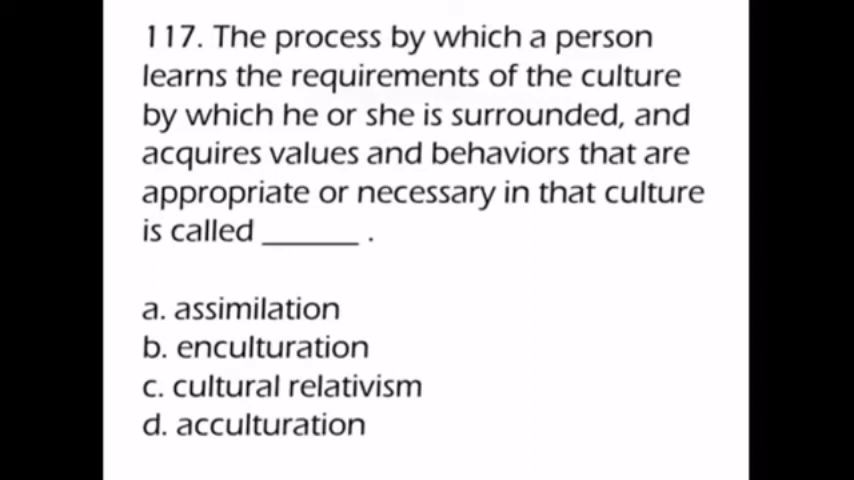 117. The process by which a person
learns the requirements of the culture
by which he or she is surrounded, and
acquires values and behaviors that are
appropriate or necessary in that culture
is called ______ .
a. assimilation
b. enculturation
c. cultural relativism
d. acculturation